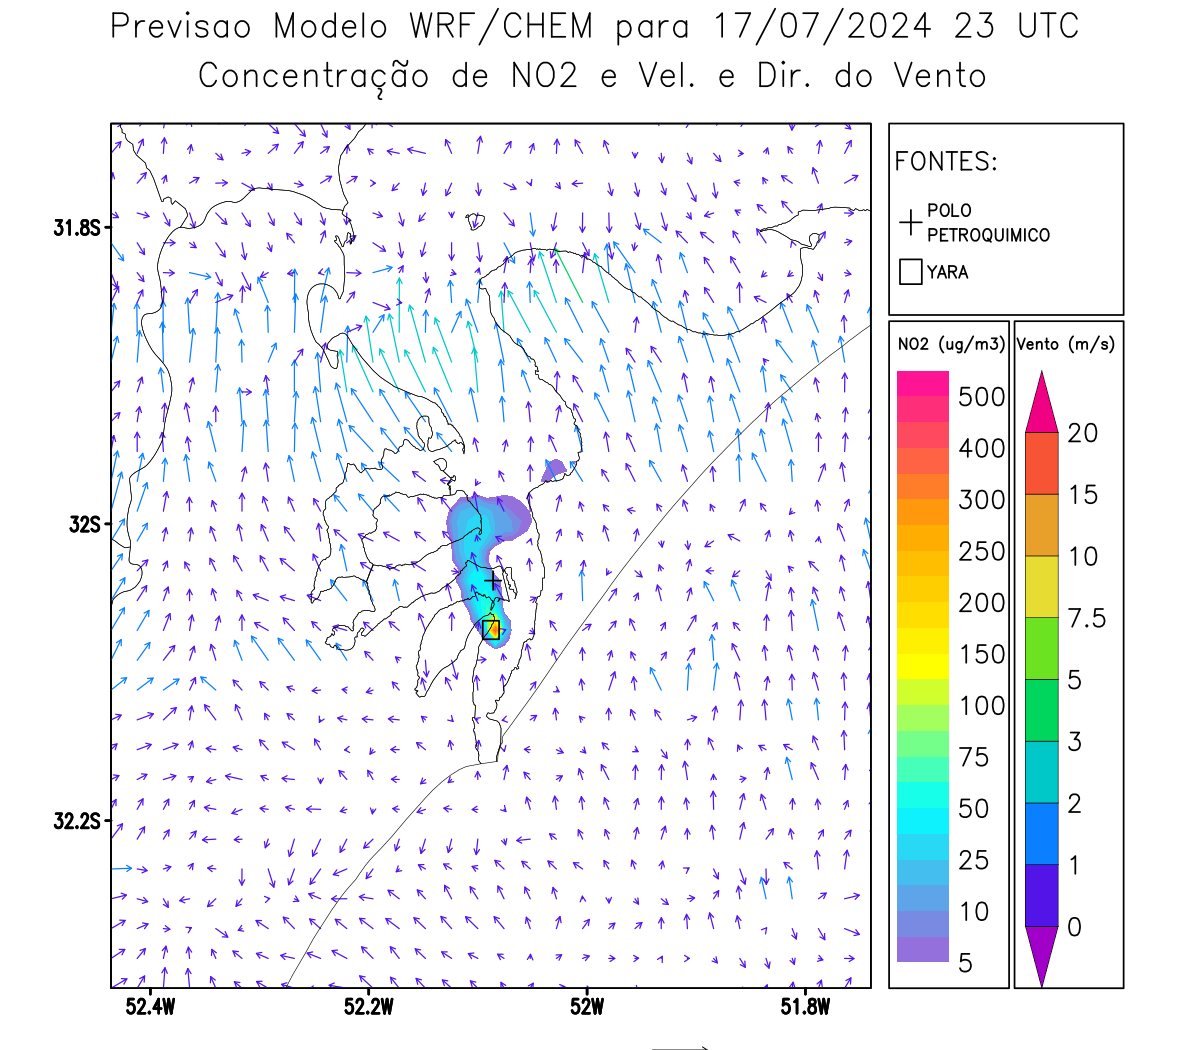 Previsao Modelo WRF/CHEM para 17/07/2024 23 UTC
Concentração de NO2 e Vel. e Dir. do Vento
FONTES:
POLO
PETROQUIMICO
YARA
NO2 (ug/m3)
500
400
300
250
200
150
100
75
50
25
10
5
Vento (m/s)
20
15
10
7.5
5
3
2
1
0
31.8S
32S
32.2S
52.4W
52.2W
52W
51.8W